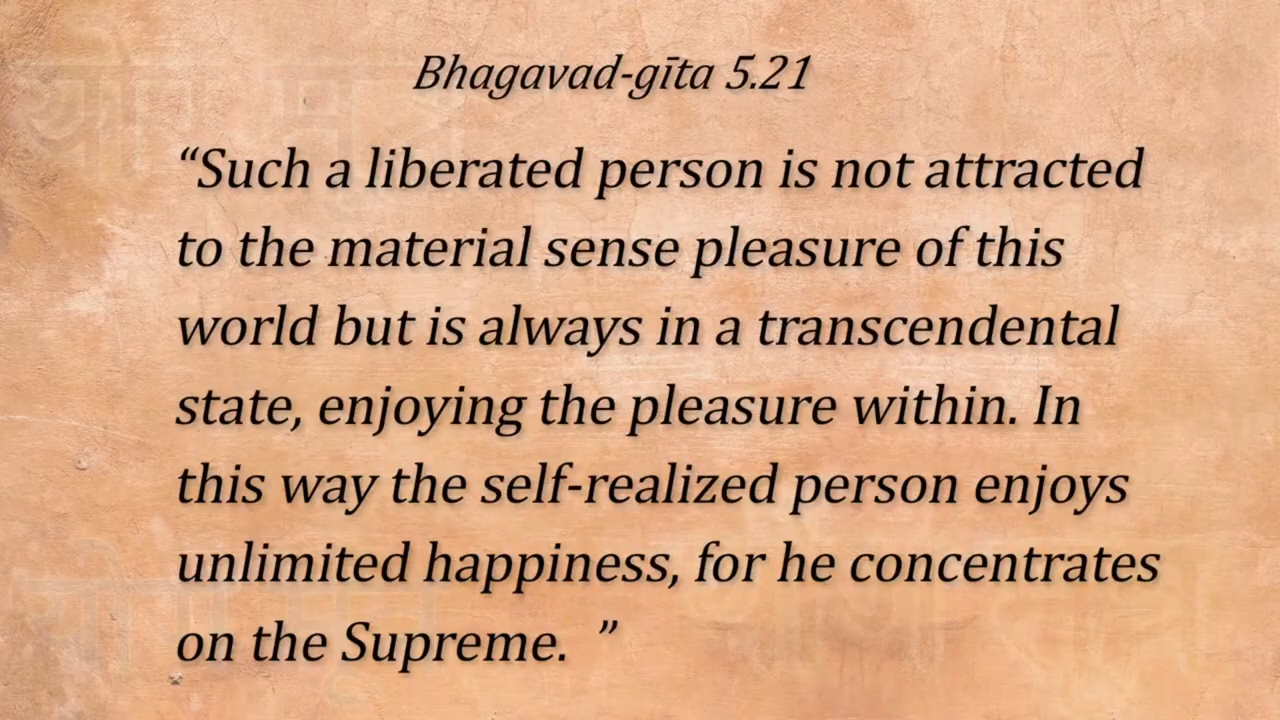 Bhagavad-gīta 5.21
“Such a liberated person is not attracted
to the material sense pleasure of this
world but is always in a transcendental
state, enjoying the pleasure within. In
this way the self-realized person enjoys
unlimited happiness, for he concentrates
on the Supreme. ”